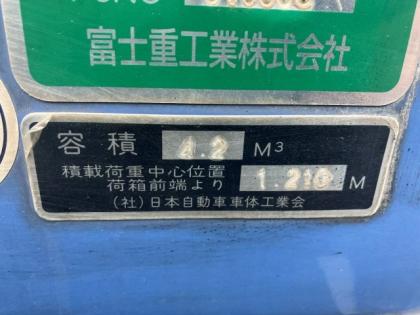 富士重工業株式会社
容積 4.2 M³
積載荷重中心位置
荷箱前端より 1.210 M
(社)日本自動車車体工業会